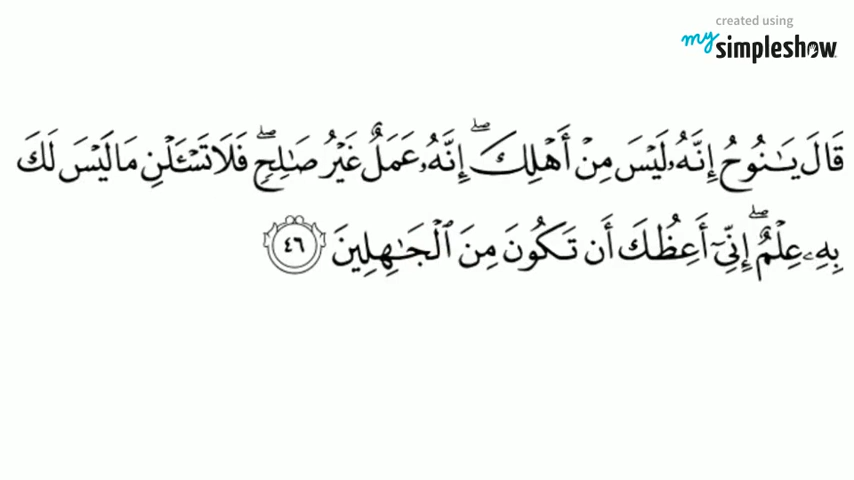 created using
my simpleshow
قَالَ يَـٰنُوحُ إِنَّهُۥ لَيْسَ مِنْ أَهْلِكَ ۖ إِنَّهُۥ عَمَلٌ غَيْرُ صَـٰلِحٍ ۖ فَلَا تَسْـَٔلْنِ مَا لَيْسَ لَكَ
بِهِۦ عِلْمٌ ۖ إِنِّىٓ أَعِظُكَ أَن تَكُونَ مِنَ ٱلْجَـٰهِلِينَ ٤٦